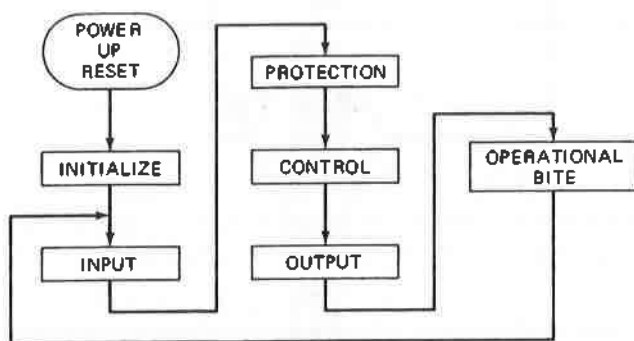 POWER
UP
RESET
INITIALIZE
INPUT
PROTECTION
CONTROL
OUTPUT
OPERATIONAL
BITE